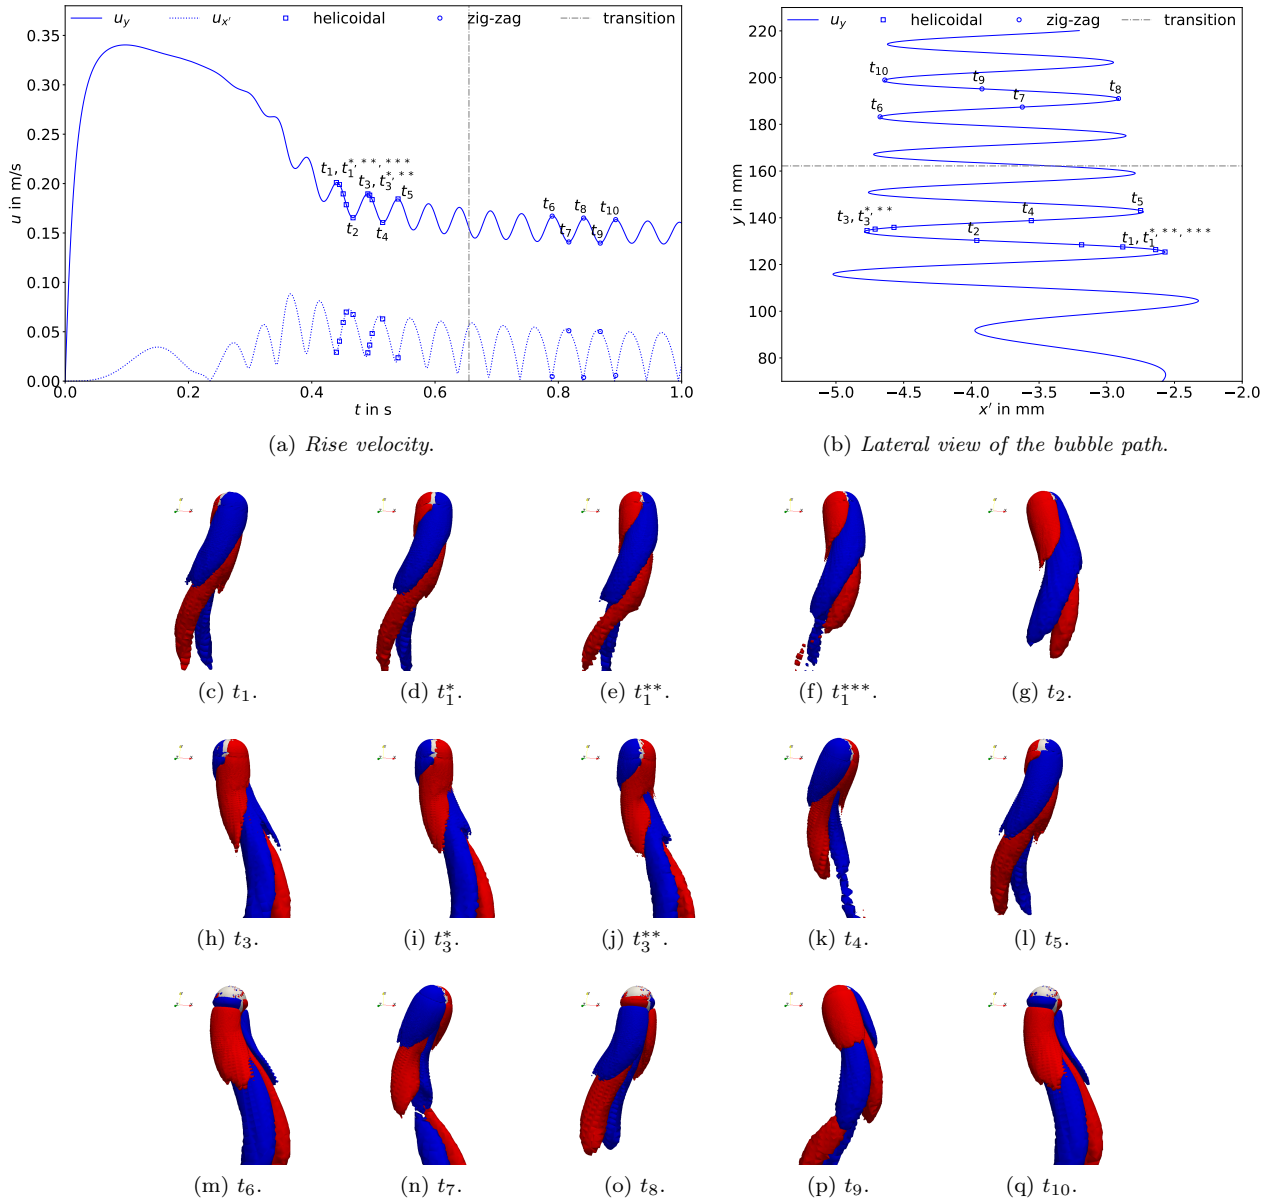 u_y u_{x'} helicoidal zig-zag transition
0.35
0.30
0.25
0.20
0.15
0.10
0.05
0.00
u in m/s
t_1, t_1^{*,**,***}
t_3, t_3^{*,**}
t_5
t_2
t_4
t_6
t_8
t_10
t_7
t_9
0.0 0.2 0.4 0.6 0.8 1.0
t in s
(a) Rise velocity.
u_y helicoidal zig-zag transition
220
200
180
160
140
120
100
80
y in mm
t_10
t_9
t_8
t_7
t_6
t_5
t_4
t_3, t_3^{*,**}
t_2
t_1, t_1^{*,**,***}
−5.0 −4.5 −4.0 −3.5 −3.0 −2.5 −2.0
x' in mm
(b) Lateral view of the bubble path.
(c) t_1. (d) t_1^*. (e) t_1^{**}. (f) t_1^{***}. (g) t_2.
(h) t_3. (i) t_3^*. (j) t_3^{**}. (k) t_4. (l) t_5.
(m) t_6. (n) t_7. (o) t_8. (p) t_9. (q) t_10.